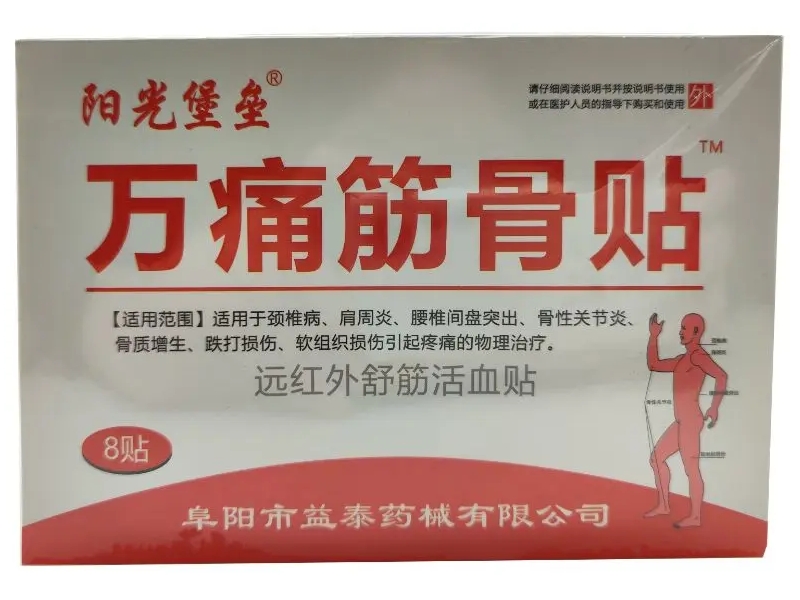 阳光堡垒®
请仔细阅读说明书并按说明书使用
或在医护人员的指导下购买和使用
外
万痛筋骨贴™
【适用范围】适用于颈椎病、肩周炎、腰椎间盘突出、骨性关节炎、
骨质增生、跌打损伤、软组织损伤引起疼痛的物理治疗。
远红外舒筋活血贴
8贴
阜阳市益泰药械有限公司